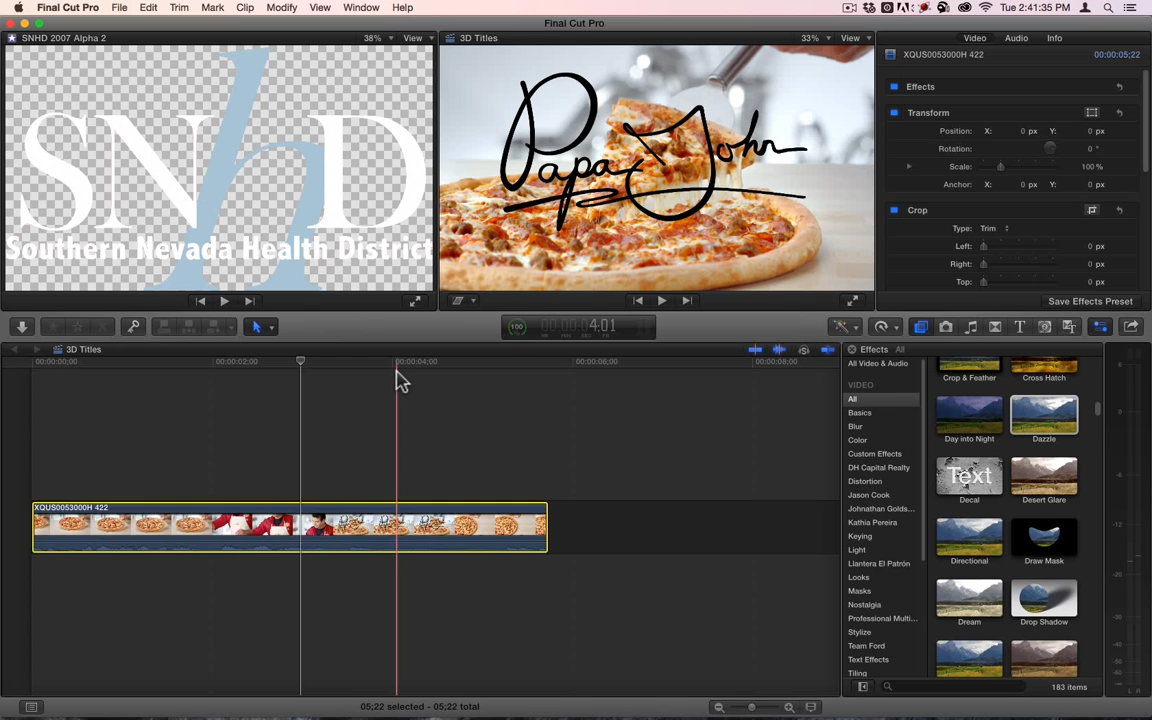 Final Cut Pro File Edit Trim Mark Clip Modify View Window Help Tue 2:41:35 PM
Final Cut Pro
SNHD 2007 Alpha 2 38% View
3D Titles 33% View
Video Audio Info
XQUS0053000H 422 00:00:05;22
Effects
Transform
Position: X: 0 px Y: 0 px
Rotation: 0 °
Scale: 100 %
Anchor: X: 0 px Y: 0 px
Crop
Type: Trim
Left: 0 px
Right: 0 px
Top: 0 px
Save Effects Preset
SNhD
Southern Nevada Health District
Papa John
100 00:00:04:01
3D Titles
00:00:00;00 00:00:02;00 00:00:04;00 00:00:06;00 00:00:08;00
XQUS0053000H 422
Effects All
All Video & Audio
VIDEO
All
Basics
Blur
Color
Custom Effects
DH Capital Realty
Distortion
Jason Cook
Johnathan Golds...
Kathia Pereira
Keying
Light
Llantera El Patrón
Looks
Masks
Nostalgia
Professional Multi...
Stylize
Team Ford
Text Effects
Tiling
Crop & Feather Cross Hatch
Day into Night Dazzle
Text
Decal Desert Glare
Directional Draw Mask
Dream Drop Shadow
183 items
05;22 selected - 05;22 total